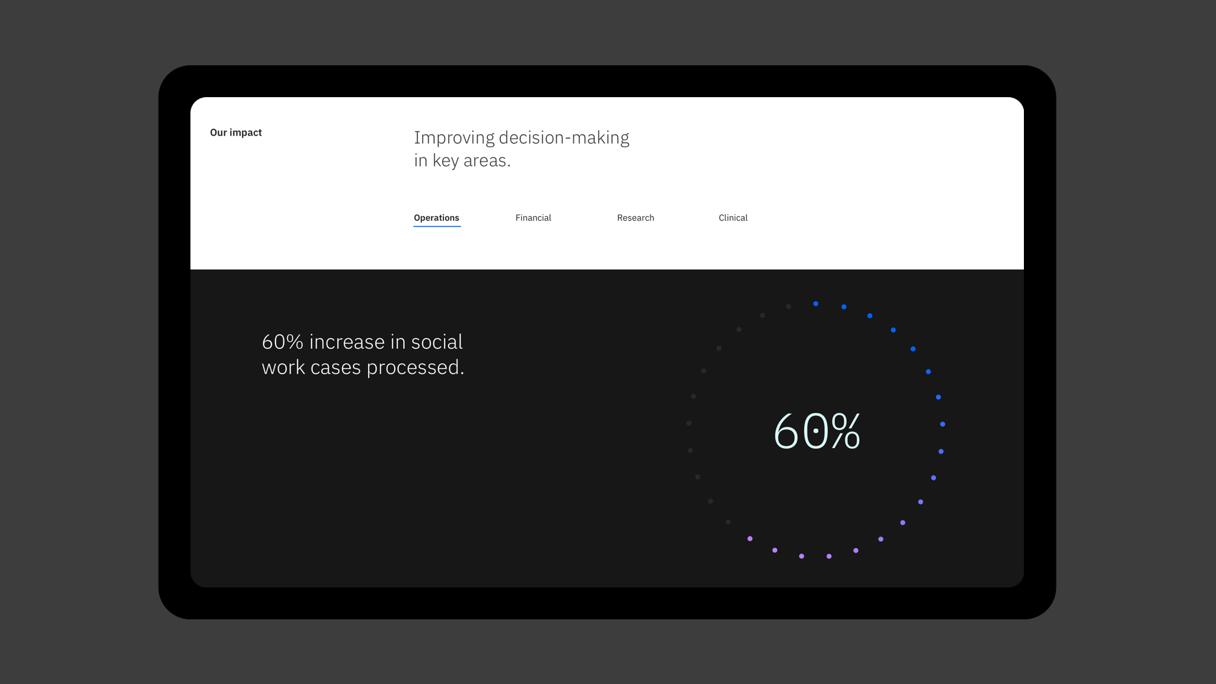 Our impact
Improving decision-making
in key areas.
Operations
Financial
Research
Clinical
60% increase in social
work cases processed.
60%